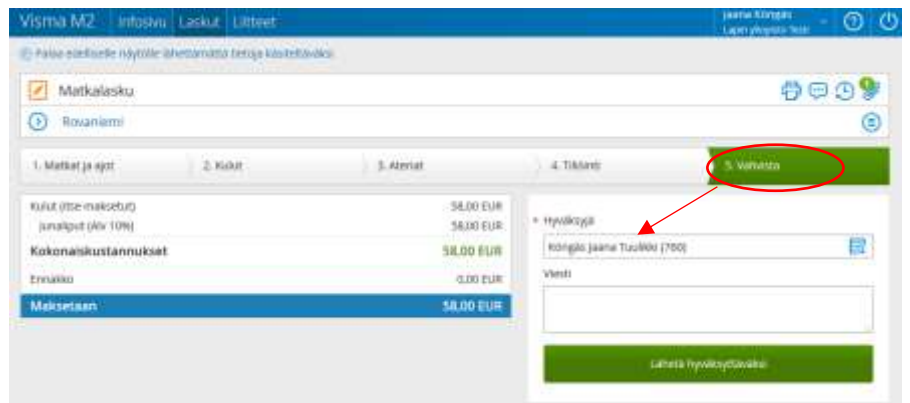 Visma M2 Infosivu Laskut Liitteet
Jaana Köngäs
Lapin yliopisto Testi
Palaa edelliselle näytölle lähettämättä tietoja käsiteltäväksi
Matkalasku
Rovaniemi
1. Matkat ja ajot 2. Kulut 3. Ateriat 4. Tiliöinti 5. Vahvista
Kulut (itse maksetut) 58,00 EUR
Junaliput (Alv 10%) 58,00 EUR
Kokonaiskustannukset 58,00 EUR
Ennakko 0,00 EUR
Maksetaan 58,00 EUR
* Hyväksyjä
Köngäs Jaana Tuulikki (760)
Viesti
Lähetä hyväksyttäväksi